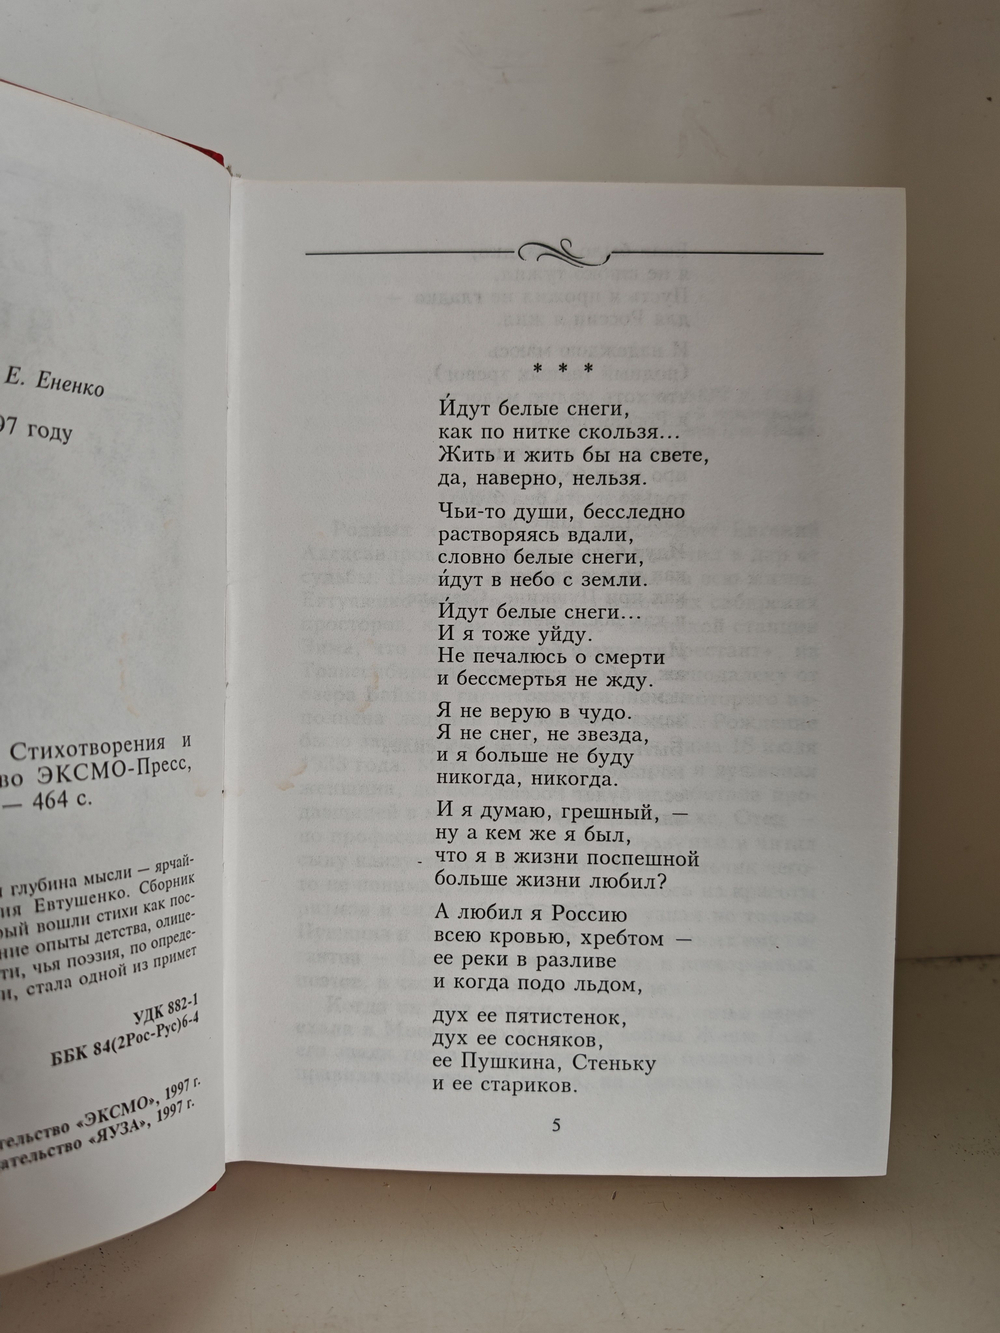 Е. Ененко
97 году
Стихотворения и
во ЭКСМО-Пресс,
— 464 с.
глубина мысли — ярчай-
ия Евтушенко. Сборник
рый вошли стихи как пос-
ние опыты детства, олице-
ти, чья поэзия, по опреде-
и, стала одной из примет
УДК 882-1
ББК 84(2Рос-Рус)6-4
тельство «ЭКСМО», 1997 г.
ательство «ЯУЗА», 1997 г.
* * *
И́дут белые снеги,
как по нитке скользя...
Жить и жить бы на свете,
да, наверно, нельзя.
Чьи-то души, бесследно
растворяясь вдали,
словно белые снеги,
и́дут в небо с земли.
И́дут белые снеги...
И я тоже уйду.
Не печалюсь о смерти
и бессмертья не жду.
Я не верую в чудо.
Я не снег, не звезда,
и я больше не буду
никогда, никогда.
И я думаю, грешный, —
ну а кем же я был,
что я в жизни поспешной
больше жизни любил?
А любил я Россию
всею кровью, хребтом —
ее реки в разливе
и когда подо льдом,
дух ее пятистенок,
дух ее сосняков,
ее Пушкина, Стеньку
и ее стариков.
5